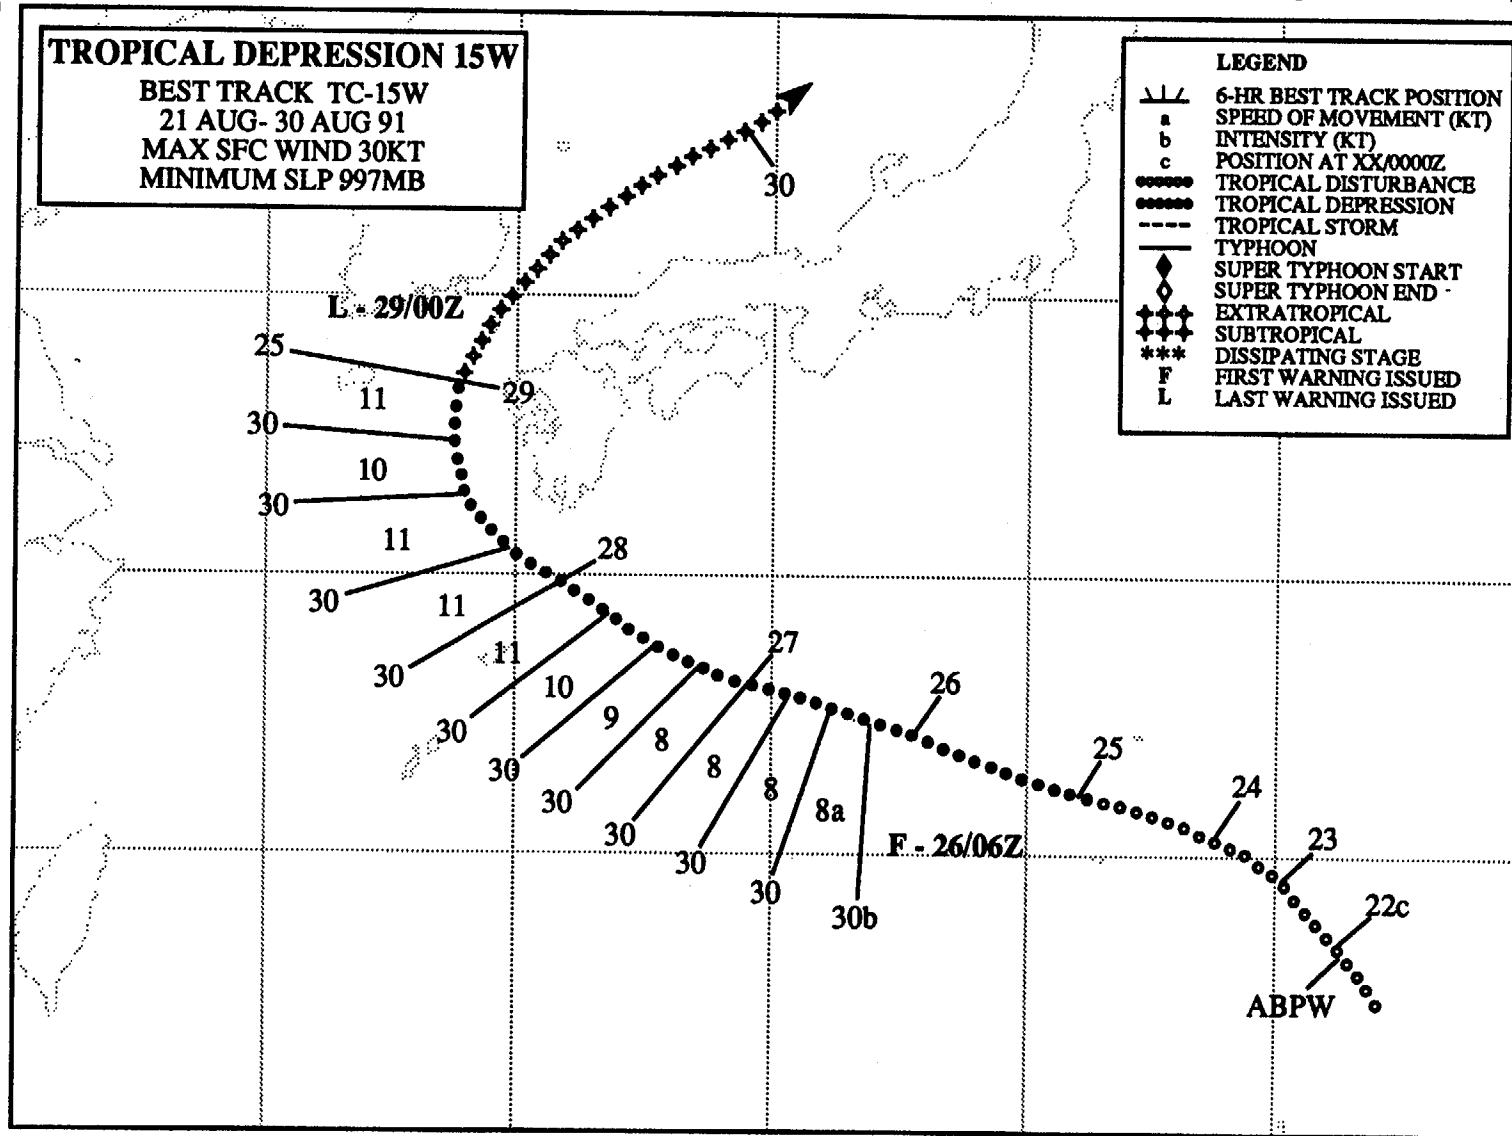 TROPICAL DEPRESSION 15W
BEST TRACK TC-15W
21 AUG- 30 AUG 91
MAX SFC WIND 30KT
MINIMUM SLP 997MB
LEGEND
6-HR BEST TRACK POSITION
a SPEED OF MOVEMENT (KT)
b INTENSITY (KT)
c POSITION AT XX/0000Z
TROPICAL DISTURBANCE
TROPICAL DEPRESSION
TROPICAL STORM
TYPHOON
SUPER TYPHOON START
SUPER TYPHOON END
EXTRATROPICAL
SUBTROPICAL
*** DISSIPATING STAGE
F FIRST WARNING ISSUED
L LAST WARNING ISSUED
30
L - 29/00Z
25
29
11
30
10
30
11
28
30
11
27
11
30
26
10
30
9
25
8
30
8
24
30
8
8a
30
23
F - 26/06Z
30
30
30b
22c
ABPW